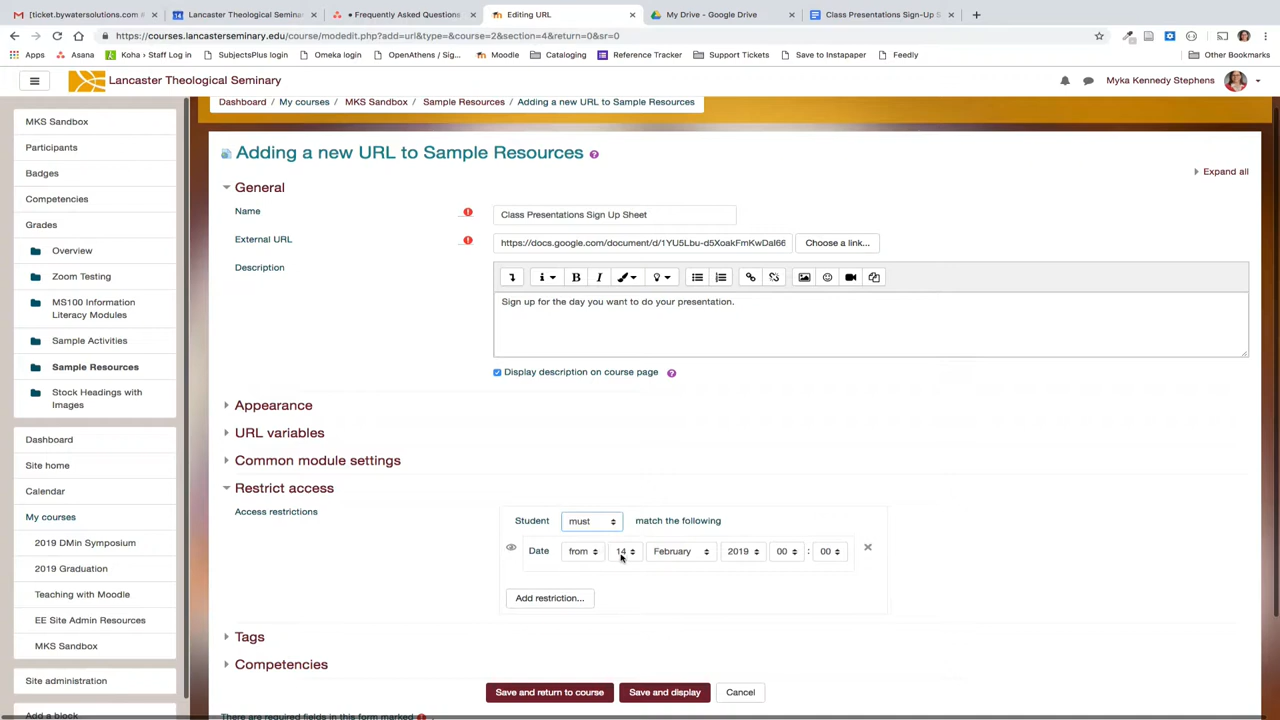 [ticket.bywatersolutions.com #
Lancaster Theological Seminar
Frequently Asked Questions
Editing URL
My Drive - Google Drive
Class Presentations Sign-Up S
https://courses.lancasterseminary.edu/course/modedit.php?add=url&type=&course=2&section=4&return=0&sr=0
Apps
Asana
Koha › Staff Log in
SubjectsPlus login
Omeka login
OpenAthens / Sig...
Moodle
Cataloging
Reference Tracker
Support Tickets
Save to Instapaper
Feedly
Other Bookmarks
Lancaster Theological Seminary
Myka Kennedy Stephens
Dashboard / My courses / MKS Sandbox / Sample Resources / Adding a new URL to Sample Resources
MKS Sandbox
Participants
Badges
Competencies
Grades
Overview
Zoom Testing
MS100 Information
Literacy Modules
Sample Activities
Sample Resources
Stock Headings with
Images
Dashboard
Site home
Calendar
My courses
2019 DMin Symposium
2019 Graduation
Teaching with Moodle
EE Site Admin Resources
MKS Sandbox
Site administration
Add a block
Adding a new URL to Sample Resources
Expand all
General
Name
Class Presentations Sign Up Sheet
External URL
https://docs.google.com/document/d/1YU5Lbu-d5XoakFmKwDal66
Choose a link...
Description
Sign up for the day you want to do your presentation.
Display description on course page
Appearance
URL variables
Common module settings
Restrict access
Access restrictions
Student must match the following
Date from 14 February 2019 00 : 00
Add restriction...
Tags
Competencies
Save and return to course
Save and display
Cancel
There are required fields in this form marked